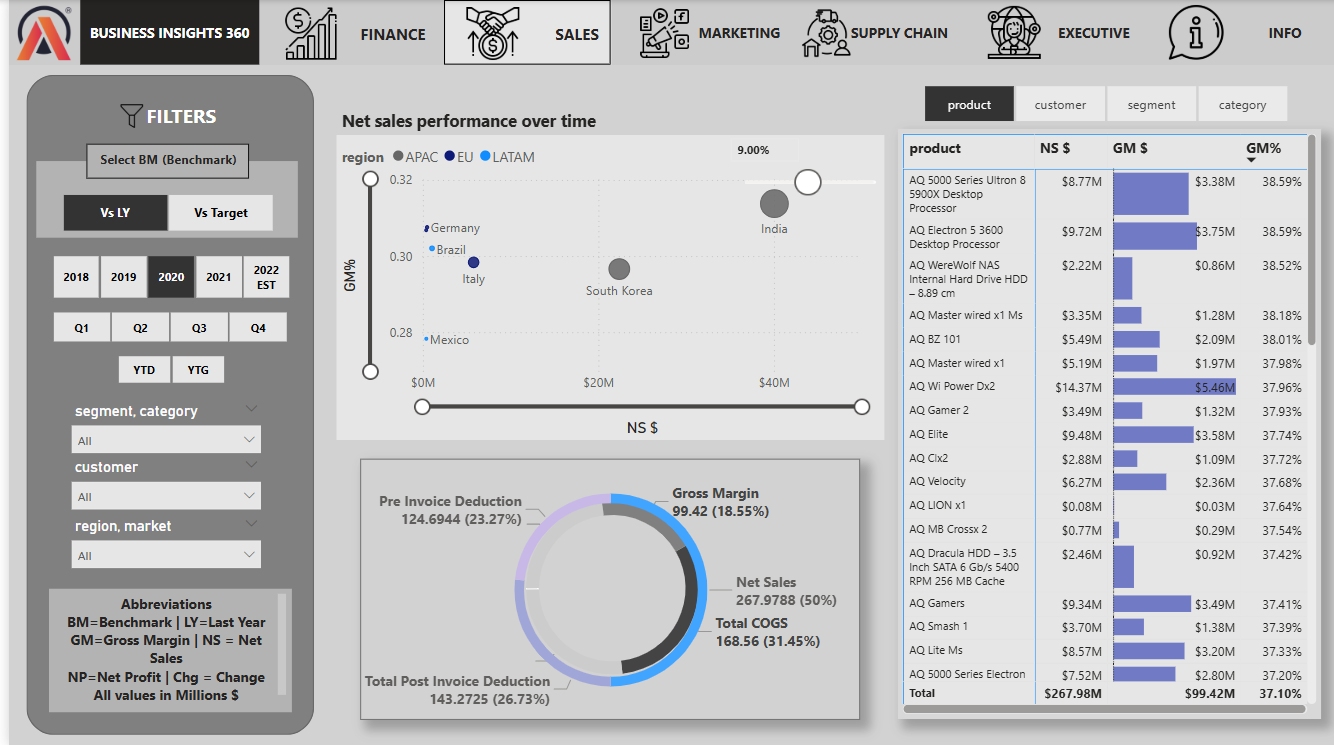 BUSINESS INSIGHTS 360
FINANCE
SALES
MARKETING
SUPPLY CHAIN
EXECUTIVE
INFO
FILTERS
Select BM (Benchmark)
Vs LY
Vs Target
2018
2019
2020
2021
2022
EST
Q1
Q2
Q3
Q4
YTD
YTG
segment, category
All
customer
All
region, market
All
Abbreviations
BM=Benchmark | LY=Last Year
GM=Gross Margin | NS = Net
Sales
NP=Net Profit | Chg = Change
All values in Millions $
Net sales performance over time
region APAC EU LATAM
9.00%
0.32
0.30
0.28
GM%
Germany
Brazil
Italy
Mexico
South Korea
India
$0M
$20M
$40M
NS $
Pre Invoice Deduction
124.6944 (23.27%)
Gross Margin
99.42 (18.55%)
Net Sales
267.9788 (50%)
Total COGS
168.56 (31.45%)
Total Post Invoice Deduction
143.2725 (26.73%)
product
customer
segment
category
product NS $ GM $ GM%
AQ 5000 Series Ultron 8 $8.77M $3.38M 38.59%
5900X Desktop
Processor
AQ Electron 5 3600 $9.72M $3.75M 38.59%
Desktop Processor
AQ WereWolf NAS $2.22M $0.86M 38.52%
Internal Hard Drive HDD
– 8.89 cm
AQ Master wired x1 Ms $3.35M $1.28M 38.18%
AQ BZ 101 $5.49M $2.09M 38.01%
AQ Master wired x1 $5.19M $1.97M 37.98%
AQ Wi Power Dx2 $14.37M $5.46M 37.96%
AQ Gamer 2 $3.49M $1.32M 37.93%
AQ Elite $9.48M $3.58M 37.74%
AQ Clx2 $2.88M $1.09M 37.72%
AQ Velocity $6.27M $2.36M 37.68%
AQ LION x1 $0.08M $0.03M 37.64%
AQ MB Crossx 2 $0.77M $0.29M 37.54%
AQ Dracula HDD – 3.5 $2.46M $0.92M 37.42%
Inch SATA 6 Gb/s 5400
RPM 256 MB Cache
AQ Gamers $9.34M $3.49M 37.41%
AQ Smash 1 $3.70M $1.38M 37.39%
AQ Lite Ms $8.57M $3.20M 37.33%
AQ 5000 Series Electron $7.52M $2.80M 37.20%
Total $267.98M $99.42M 37.10%